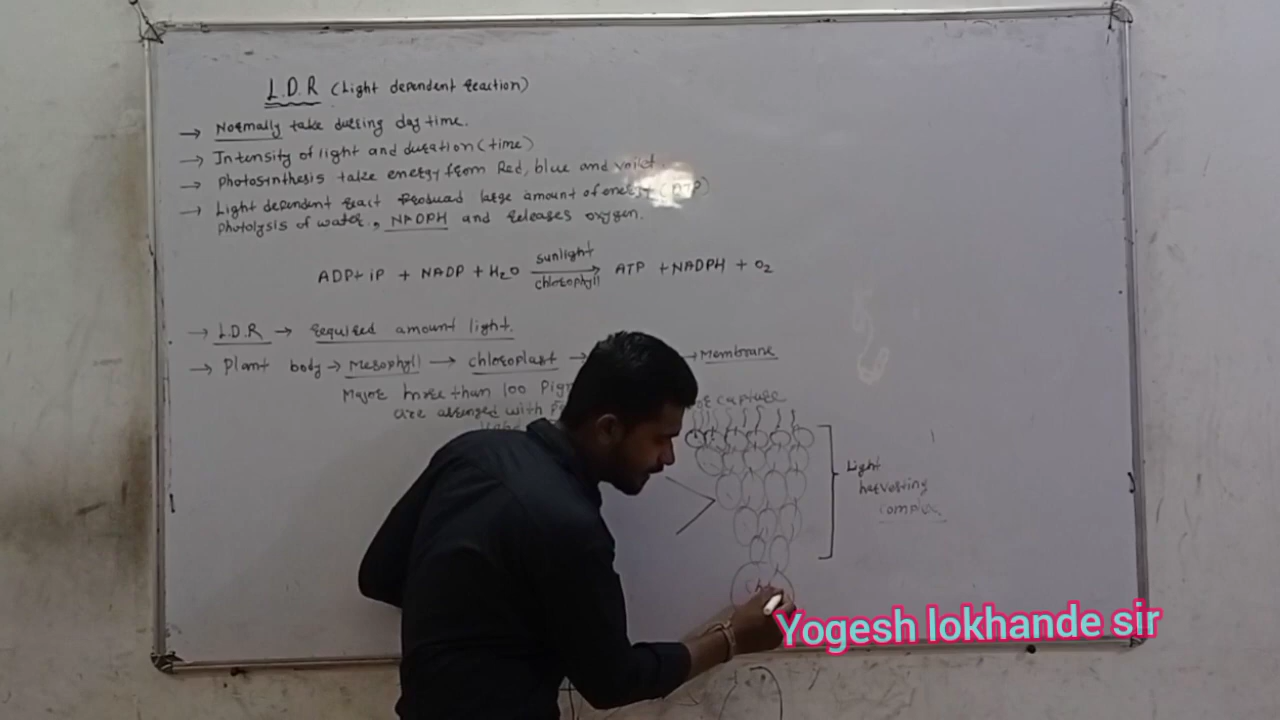 L.D.R (Light dependent reaction)
→ Normally take during day time.
→ Intensity of light and duration (time)
→ Photosinthesis take energy from Red, blue and voilet.
→ Light dependent react Produced large amount of energy (ATP)
Photolysis of water, NADPH and releases oxygen.
sunlight
ADP + iP + NADP + H2O → ATP + NADPH + O2
chlorophyll
→ L.D.R → required amount light.
→ Plant body → Mesophyll → chloroplast → → Membrane
Major more than 100
are arranged with
capture
Light
harvesting
complex
Yogesh lokhande sir